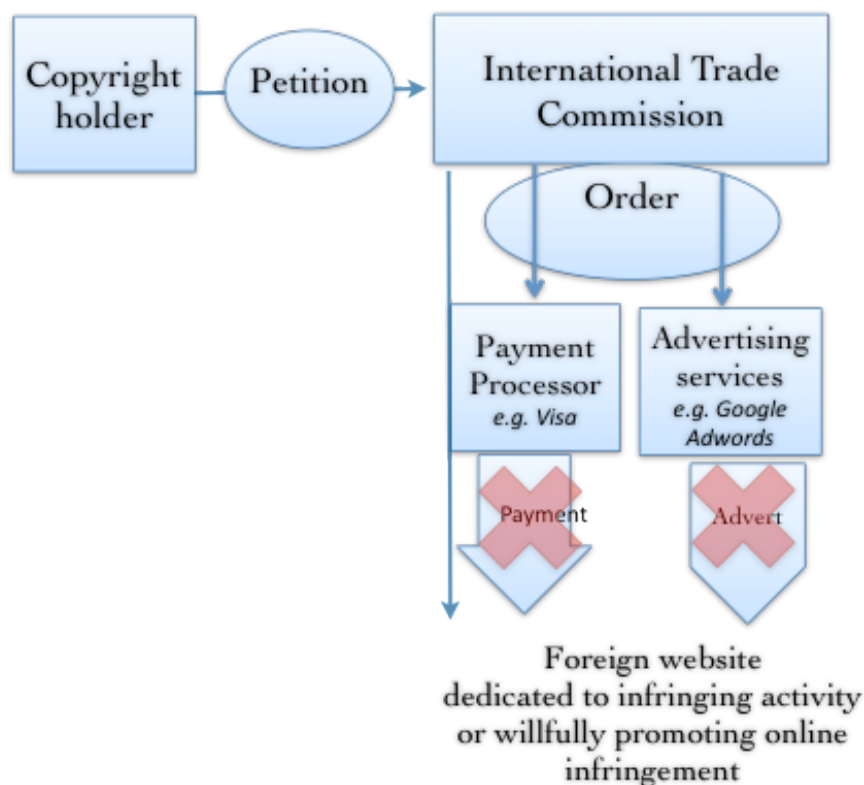 Copyright
holder
Petition
International Trade
Commission
Order
Payment
Processor
e.g. Visa
Advertising
services
e.g. Google
Adwords
Payment
Advert
Foreign website
dedicated to infringing activity
or willfully promoting online
infringement